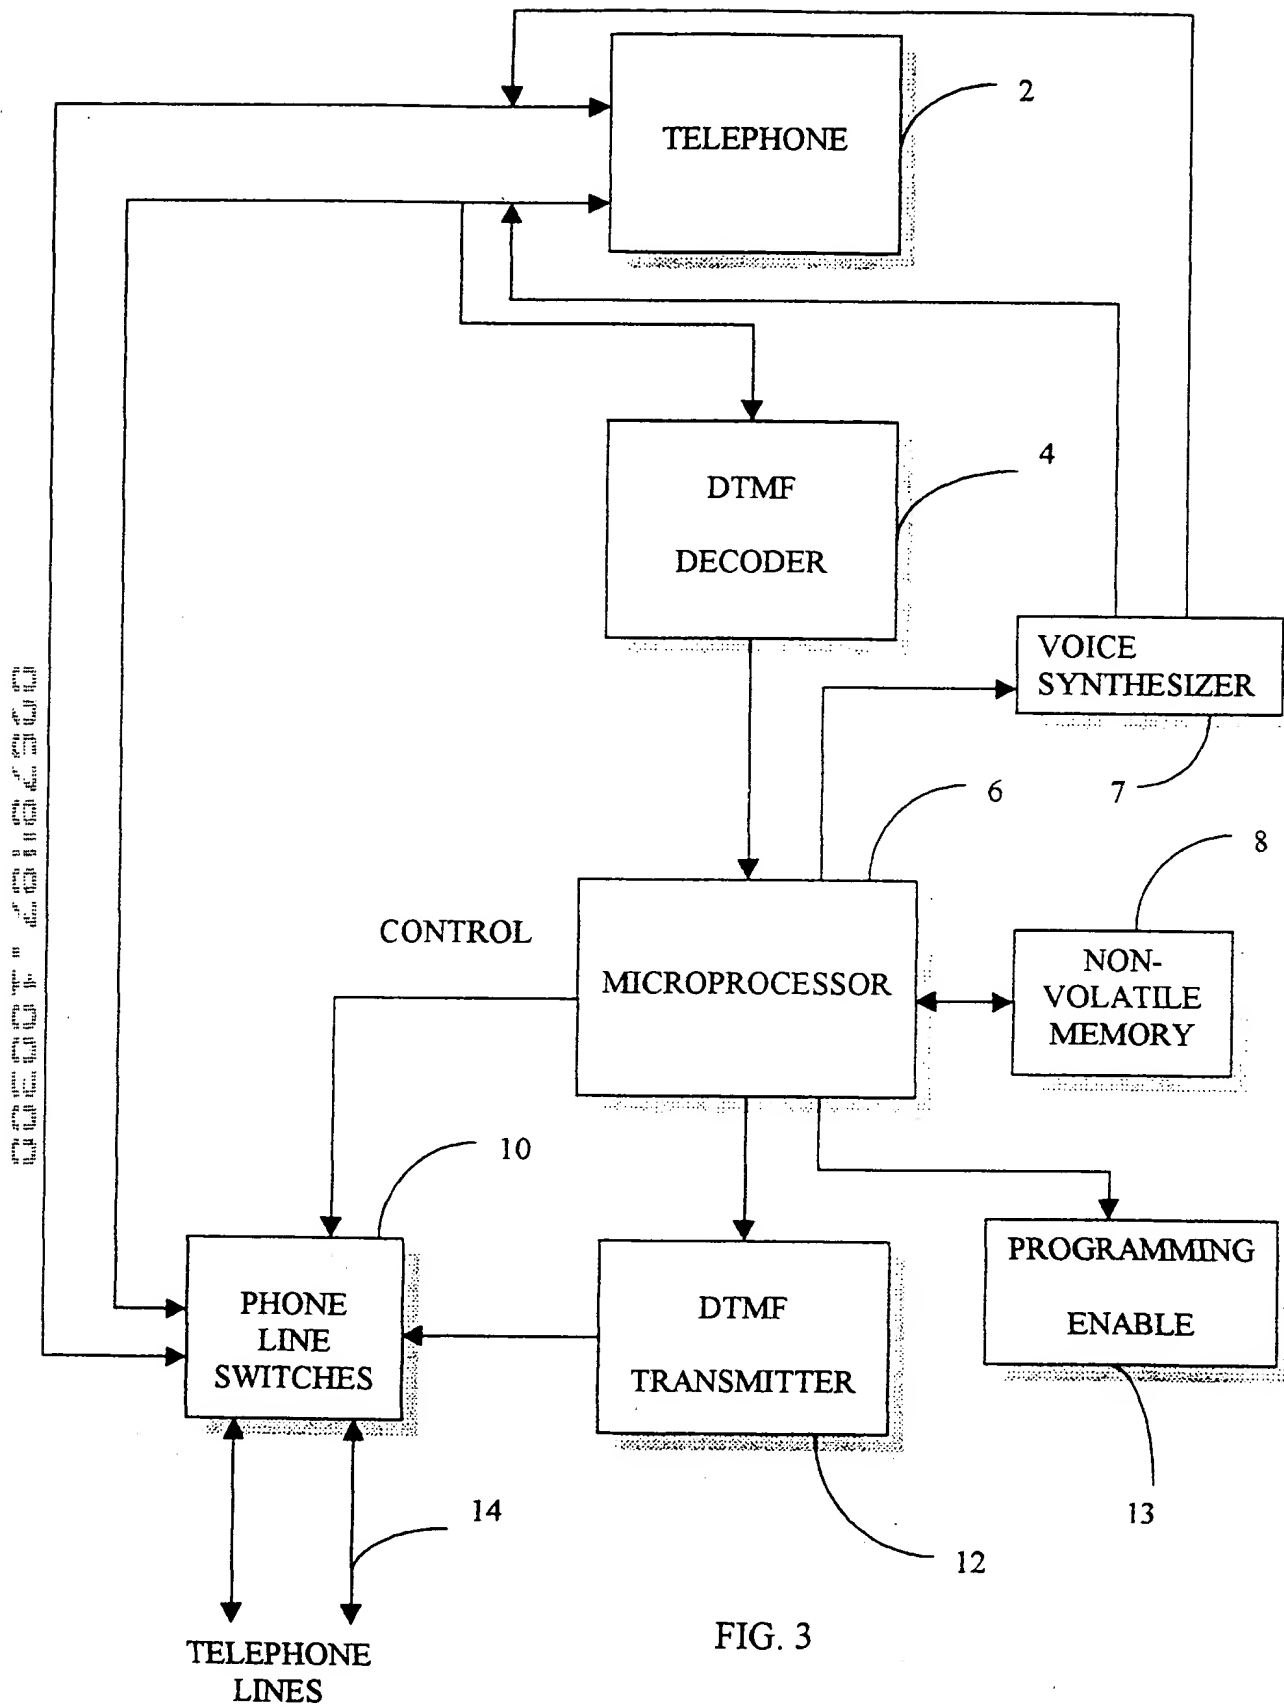 2
TELEPHONE
4
DTMF
DECODER
VOICE
SYNTHESIZER
6
7
8
CONTROL
MICROPROCESSOR
NON-
VOLATILE
MEMORY
10
PROGRAMMING
ENABLE
PHONE
LINE
SWITCHES
DTMF
TRANSMITTER
14
13
12
TELEPHONE
LINES
FIG. 3